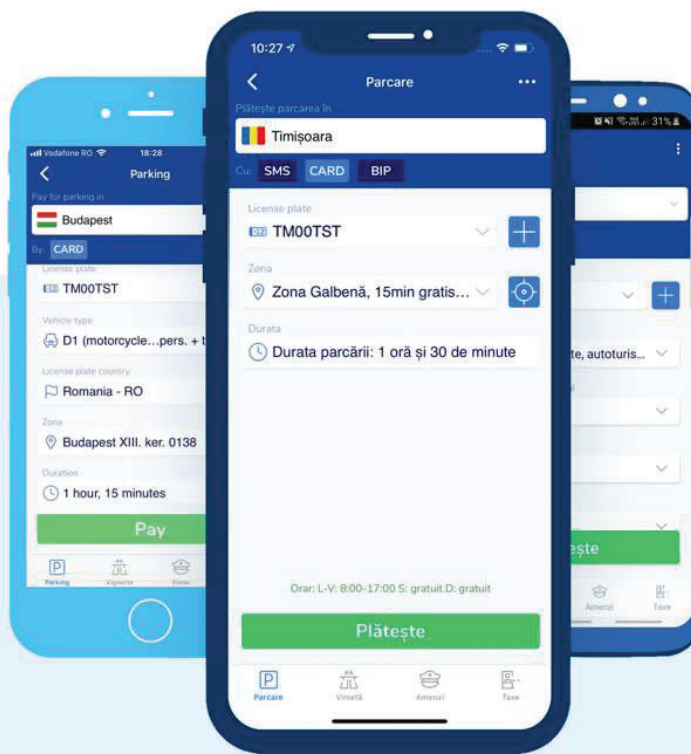 Vodafone RO
18:28
Parking
Pay for parking in
Budapest
By:
CARD
License plate
TM00TST
Vehicle type
D1 (motorcycle...pers. + t
License plate country
Romania - RO
Zone
Budapest XIII. ker. 0138
Duration
1 hour, 15 minutes
Pay
Parking
Vignette
Fines
10:27
Parcare
Plătește parcarea în
Timișoara
Cu:
SMS
CARD
BIP
License plate
TM00TST
Zona
Zona Galbenă, 15min gratis...
Durata
Durata parcării: 1 oră și 30 de minute
Orar: L-V: 8:00-17:00 S: gratuit D: gratuit
Plătește
Parcare
Vinietă
Amenzi
Taxe
31%
te, autoturis...
ește
Amenzi
Taxe